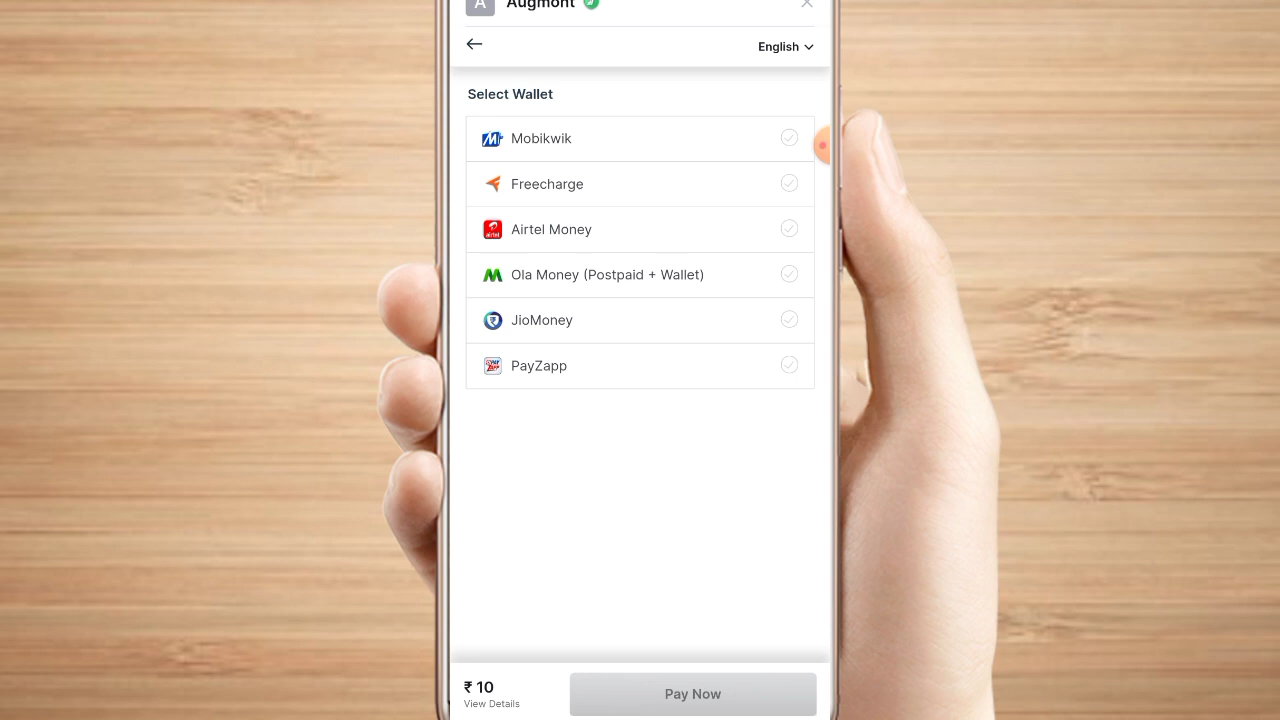 A Augmont
English
Select Wallet
Mobikwik
Freecharge
airtel Airtel Money
Ola Money (Postpaid + Wallet)
JioMoney
PayZapp
₹ 10
View Details
Pay Now